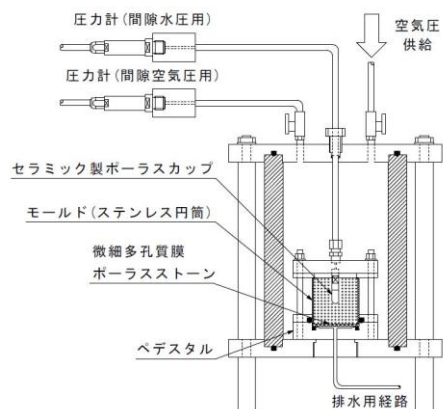 圧力計(間隙水圧用)
圧力計(間隙空気圧用)
空気圧
供給
セラミック製ポーラスカップ
モールド(ステンレス円筒)
微細多孔質膜
ポーラスストーン
ペデスタル
排水用経路